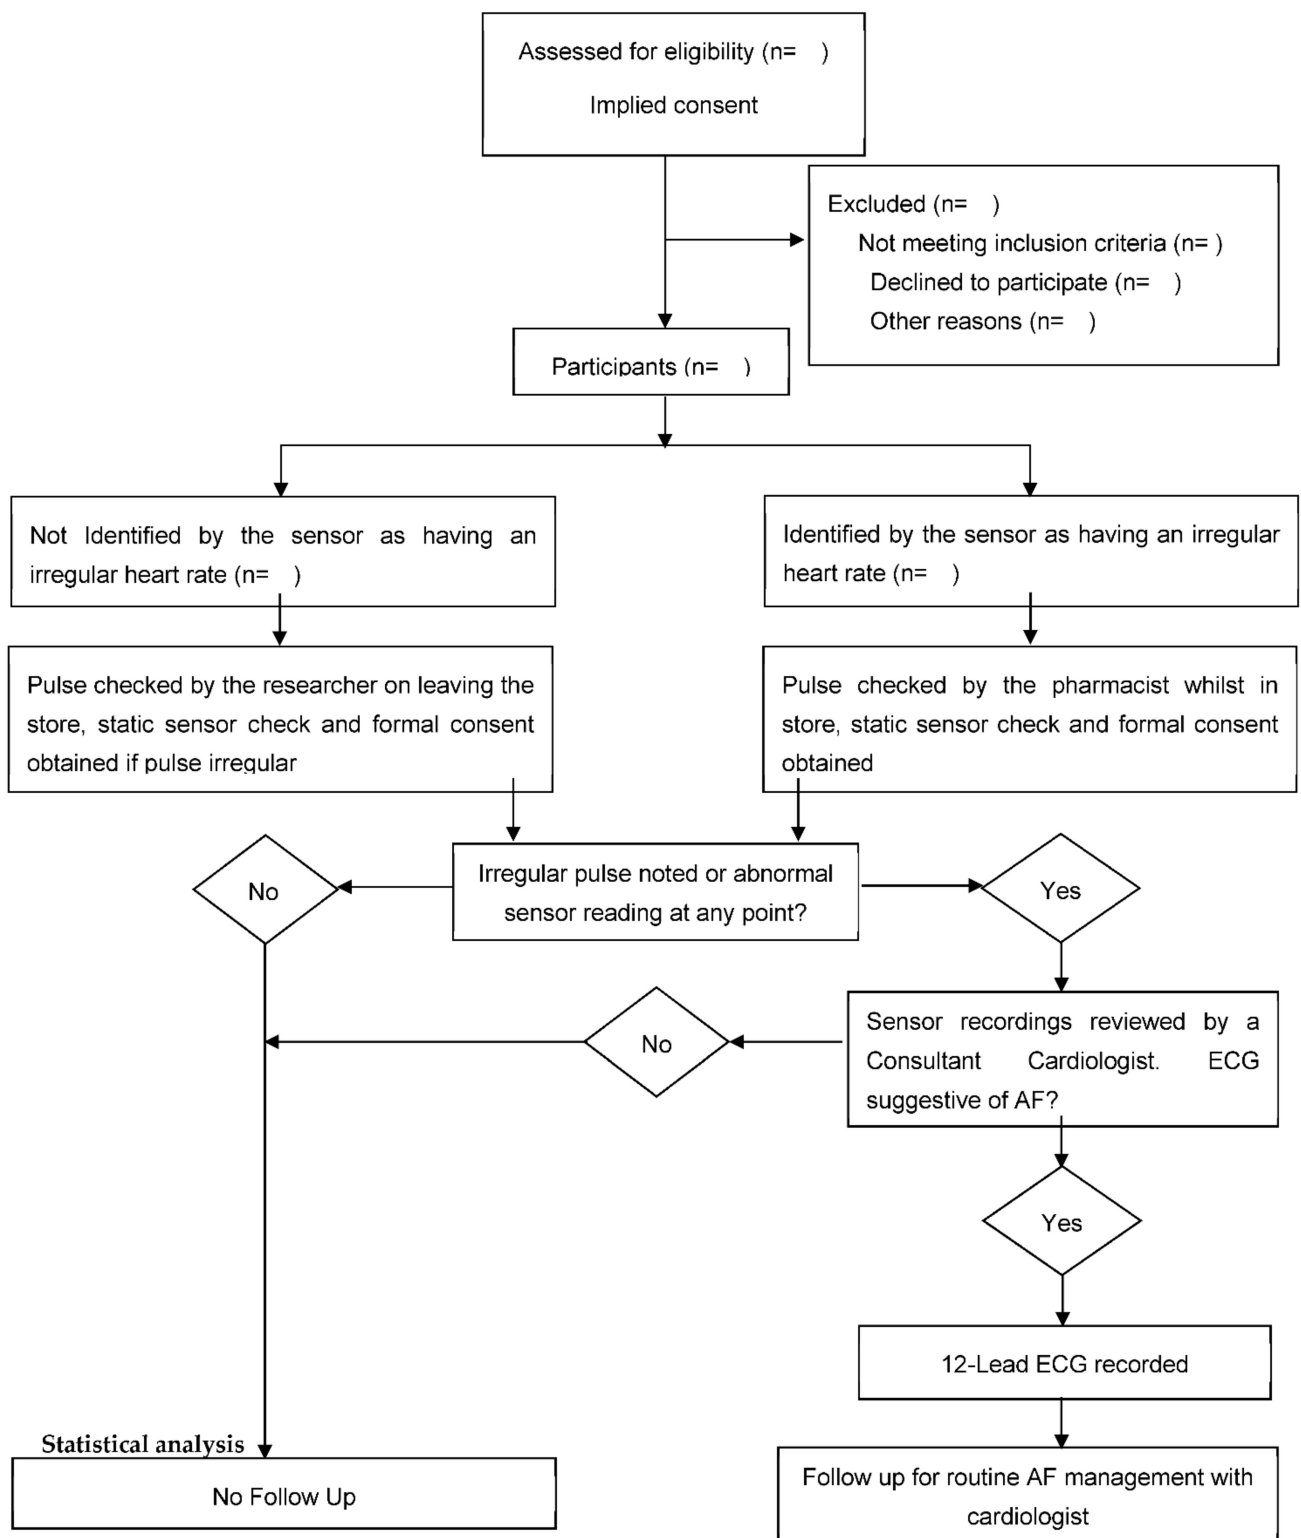 Assessed for eligibility (n= )
Implied consent
Excluded (n= )
Not meeting inclusion criteria (n= )
Declined to participate (n= )
Other reasons (n= )
Participants (n= )
Not Identified by the sensor as having an
irregular heart rate (n= )
Identified by the sensor as having an irregular
heart rate (n= )
Pulse checked by the researcher on leaving the
store, static sensor check and formal consent
obtained if pulse irregular
Pulse checked by the pharmacist whilst in
store, static sensor check and formal consent
obtained
No
Irregular pulse noted or abnormal
sensor reading at any point?
Yes
No
Sensor recordings reviewed by a
Consultant Cardiologist. ECG
suggestive of AF?
Yes
12-Lead ECG recorded
Statistical analysis
No Follow Up
Follow up for routine AF management with
cardiologist